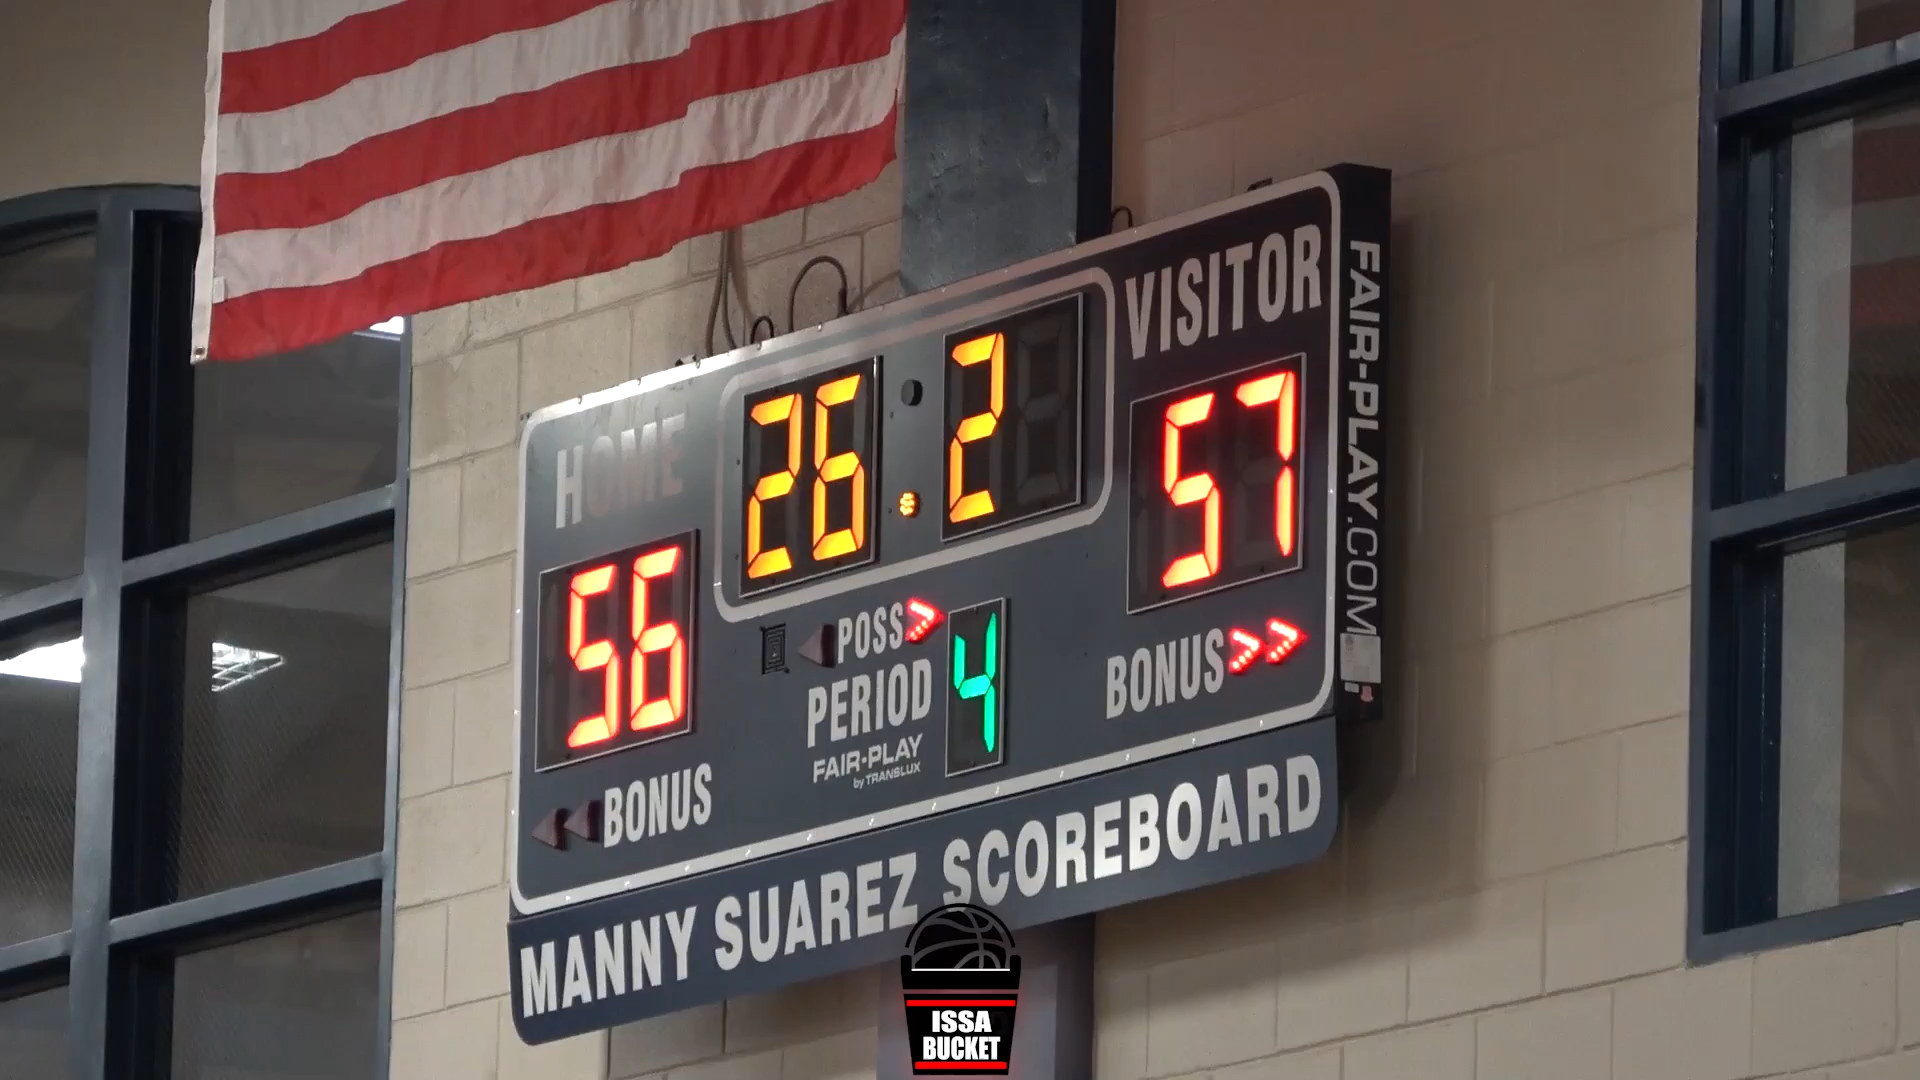 HOME
26.2
VISITOR
56
57
POSS
PERIOD 4
FAIR-PLAY
by TRANSLUX
BONUS
BONUS
MANNY SUAREZ SCOREBOARD
FAIR-PLAY.COM
ISSA
BUCKET